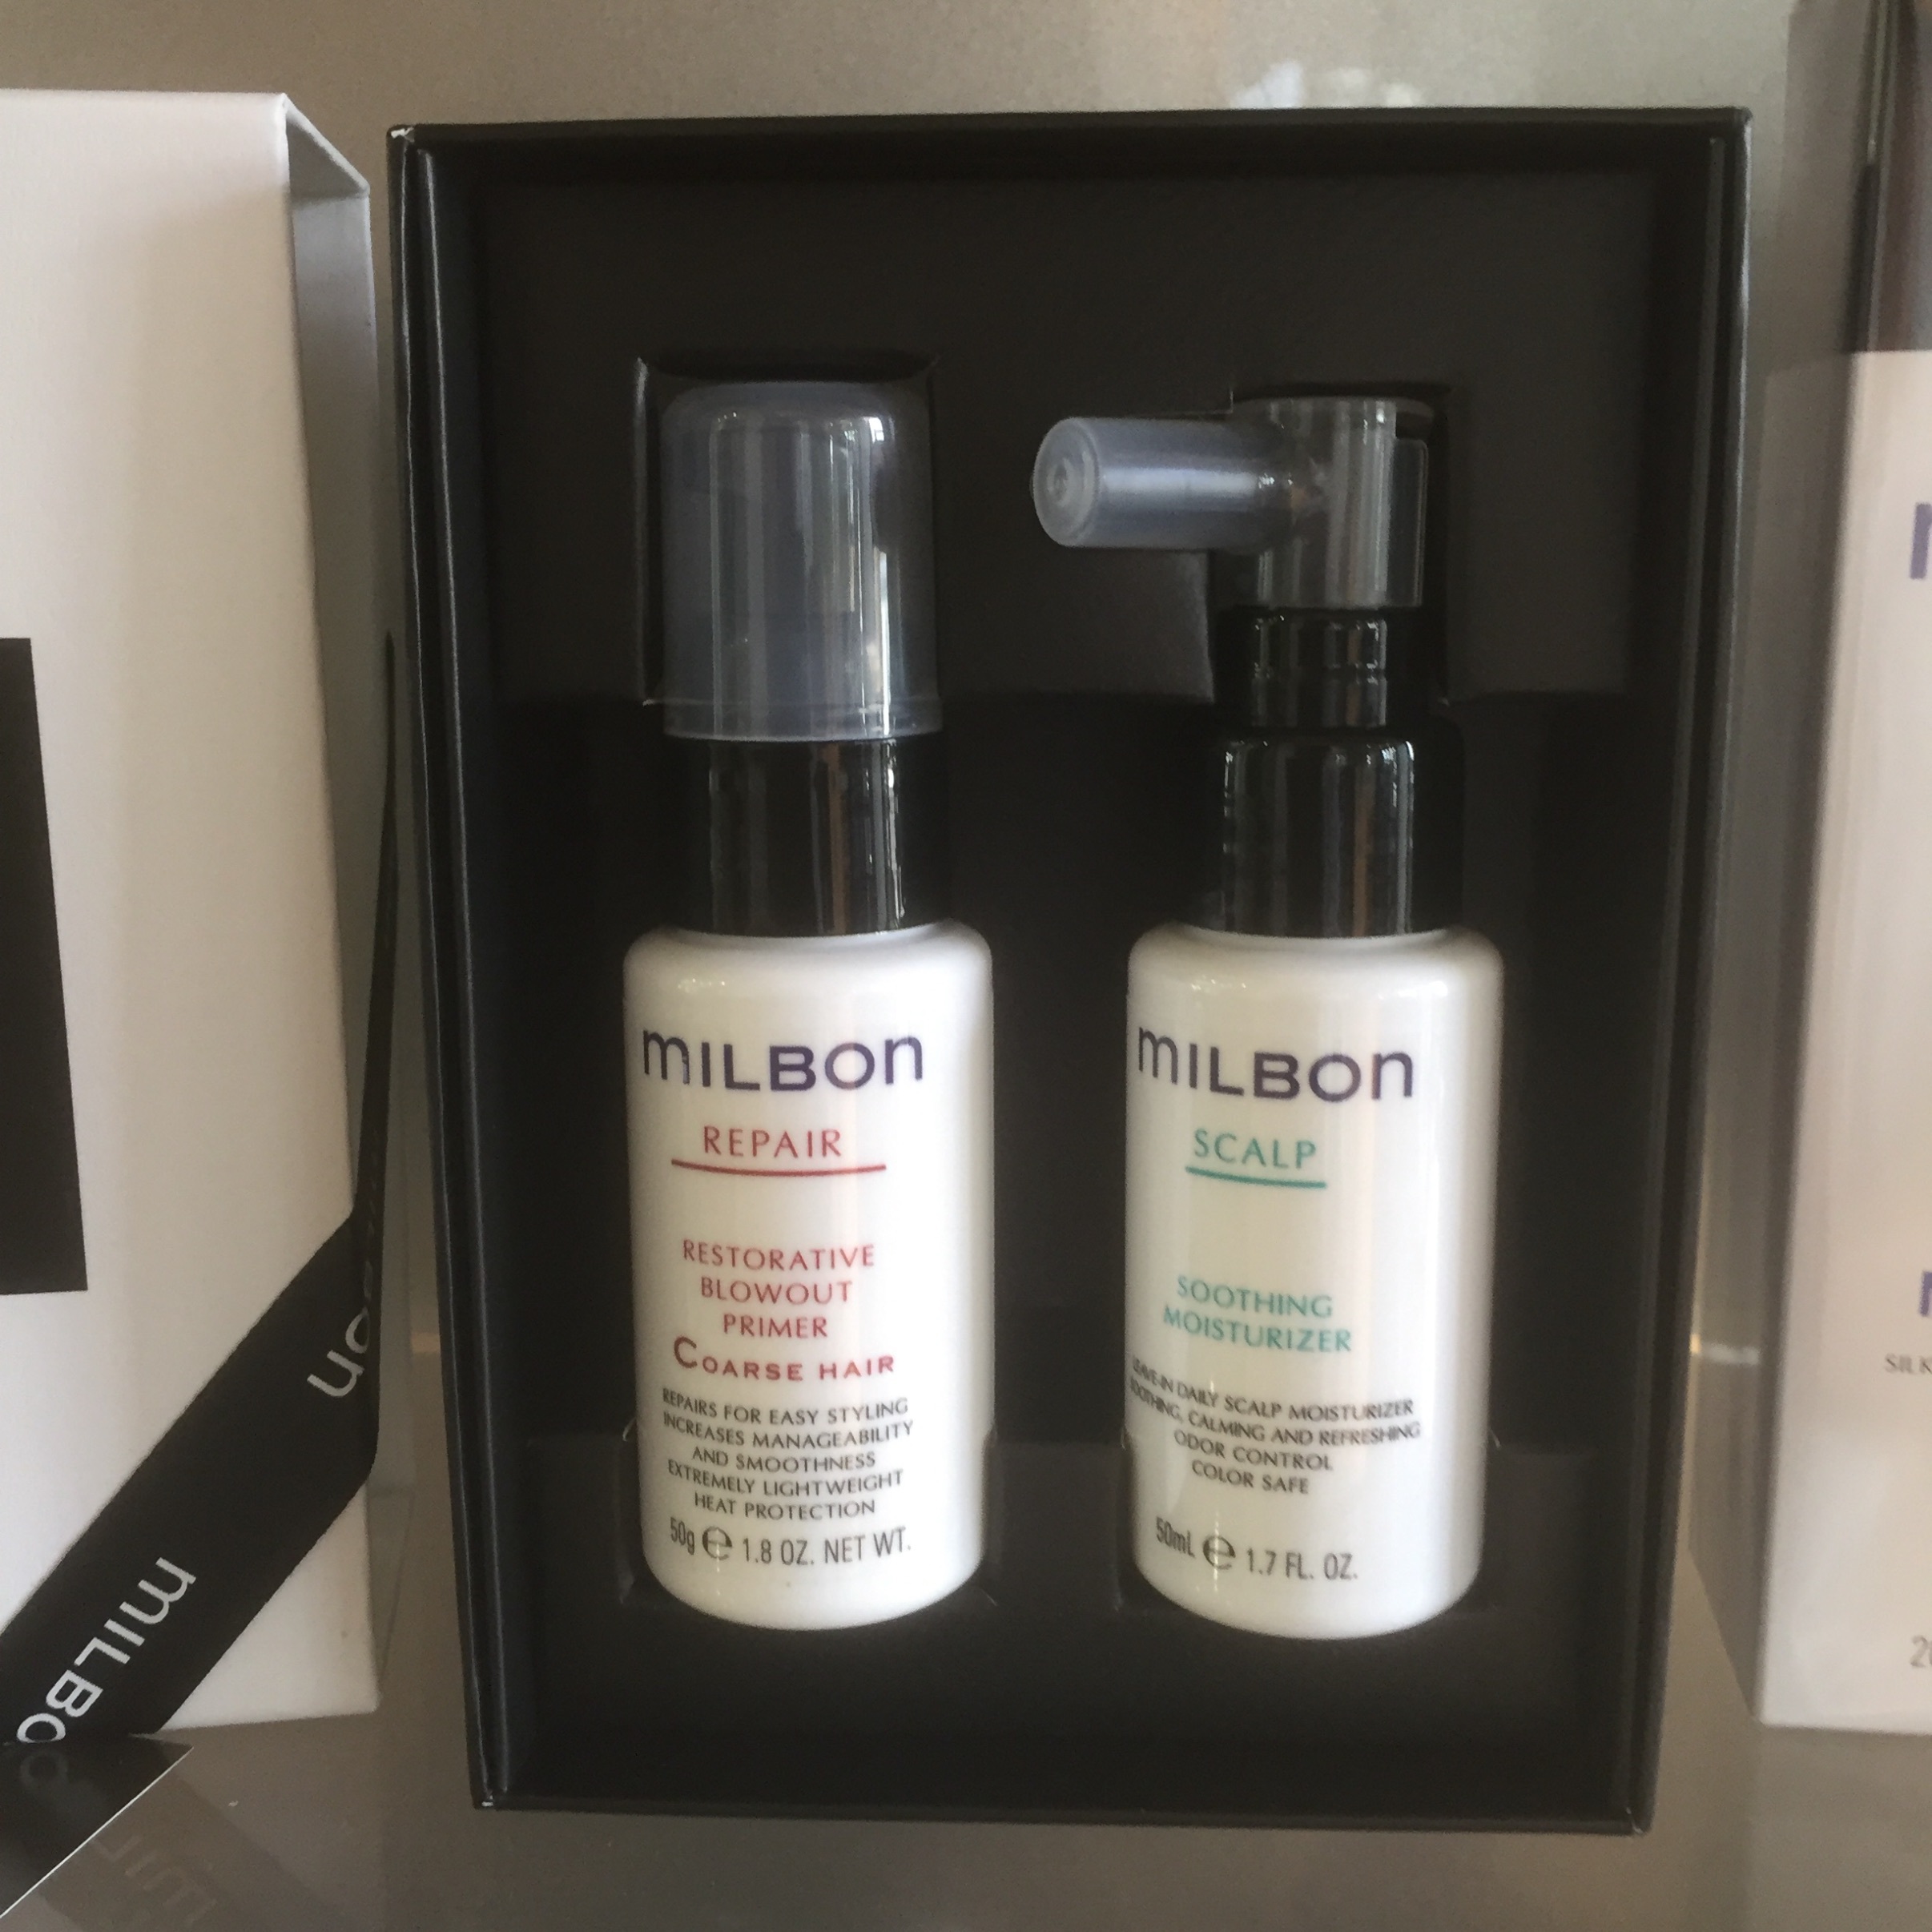 mILBON
REPAIR
RESTORATIVE
BLOWOUT
PRIMER
COARSE HAIR
REPAIRS FOR EASY STYLING
INCREASES MANAGEABILITY
AND SMOOTHNESS
EXTREMELY LIGHTWEIGHT
HEAT PROTECTION
50g ℮ 1.8 OZ. NET WT.
mILBON
SCALP
SOOTHING
MOISTURIZER
LEAVE-IN DAILY SCALP MOISTURIZER
SOOTHING, CALMING AND REFRESHING
ODOR CONTROL
COLOR SAFE
50mL ℮ 1.7 FL. OZ.
on
mILBO